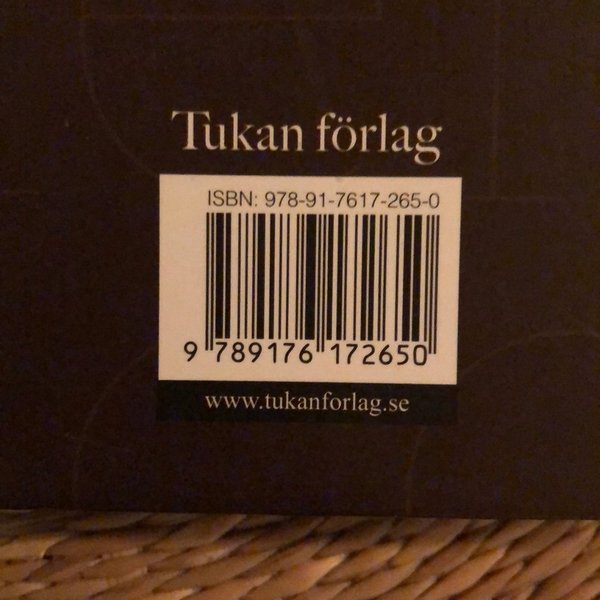 Tukan förlag
ISBN: 978-91-7617-265-0
9 789176 172650
www.tukanforlag.se